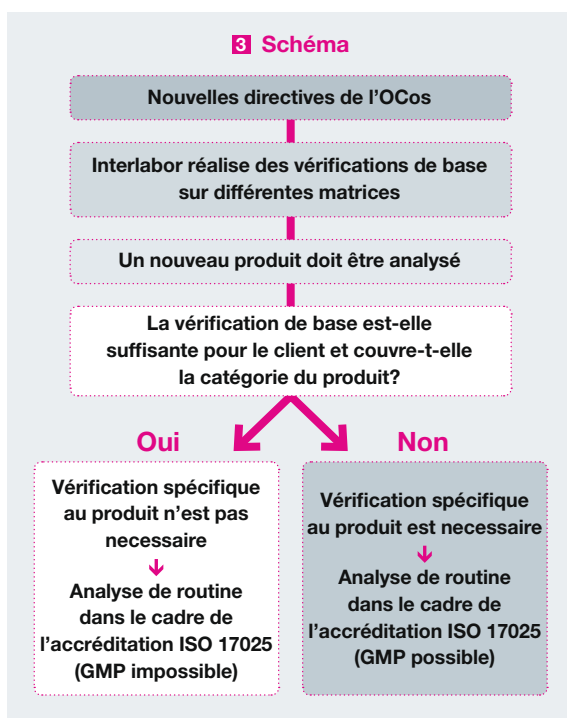 3 Schéma
Nouvelles directives de l'OCos
Interlabor réalise des vérifications de base
sur différentes matrices
Un nouveau produit doit être analysé
La vérification de base est-elle
suffisante pour le client et couvre-t-elle
la catégorie du produit?
Oui
Non
Vérification spécifique
au produit n'est pas
necessaire
Analyse de routine
dans le cadre de
l'accréditation ISO 17025
(GMP impossible)
Vérification spécifique
au produit est necessaire
Analyse de routine
dans le cadre de
l'accréditation ISO 17025
(GMP possible)